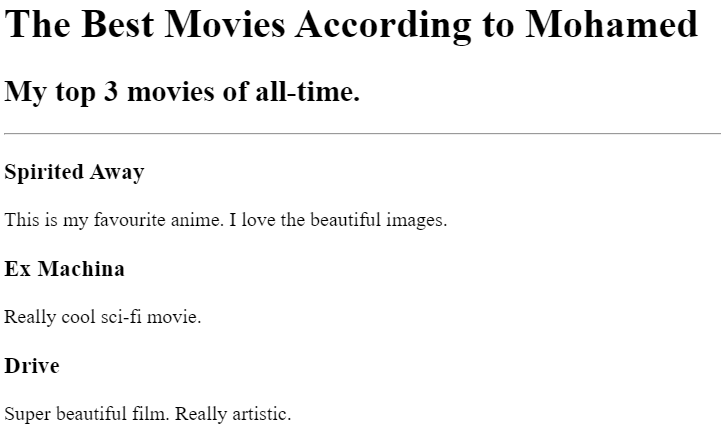 The Best Movies According to Mohamed
My top 3 movies of all-time.
Spirited Away
This is my favourite anime. I love the beautiful images.
Ex Machina
Really cool sci-fi movie.
Drive
Super beautiful film. Really artistic.